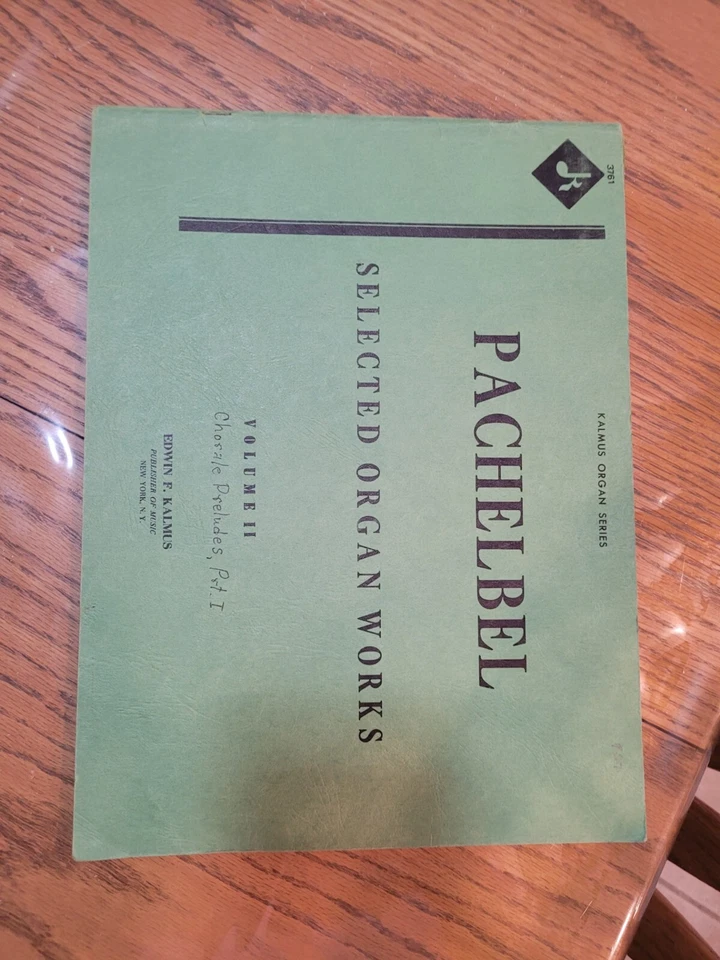 3761
KALMUS ORGAN SERIES
PACHELBEL
SELECTED ORGAN WORKS
VOLUME II
Chorale Preludes, Prt. I
EDWIN F. KALMUS
PUBLISHER OF MUSIC
NEW YORK, N. Y.